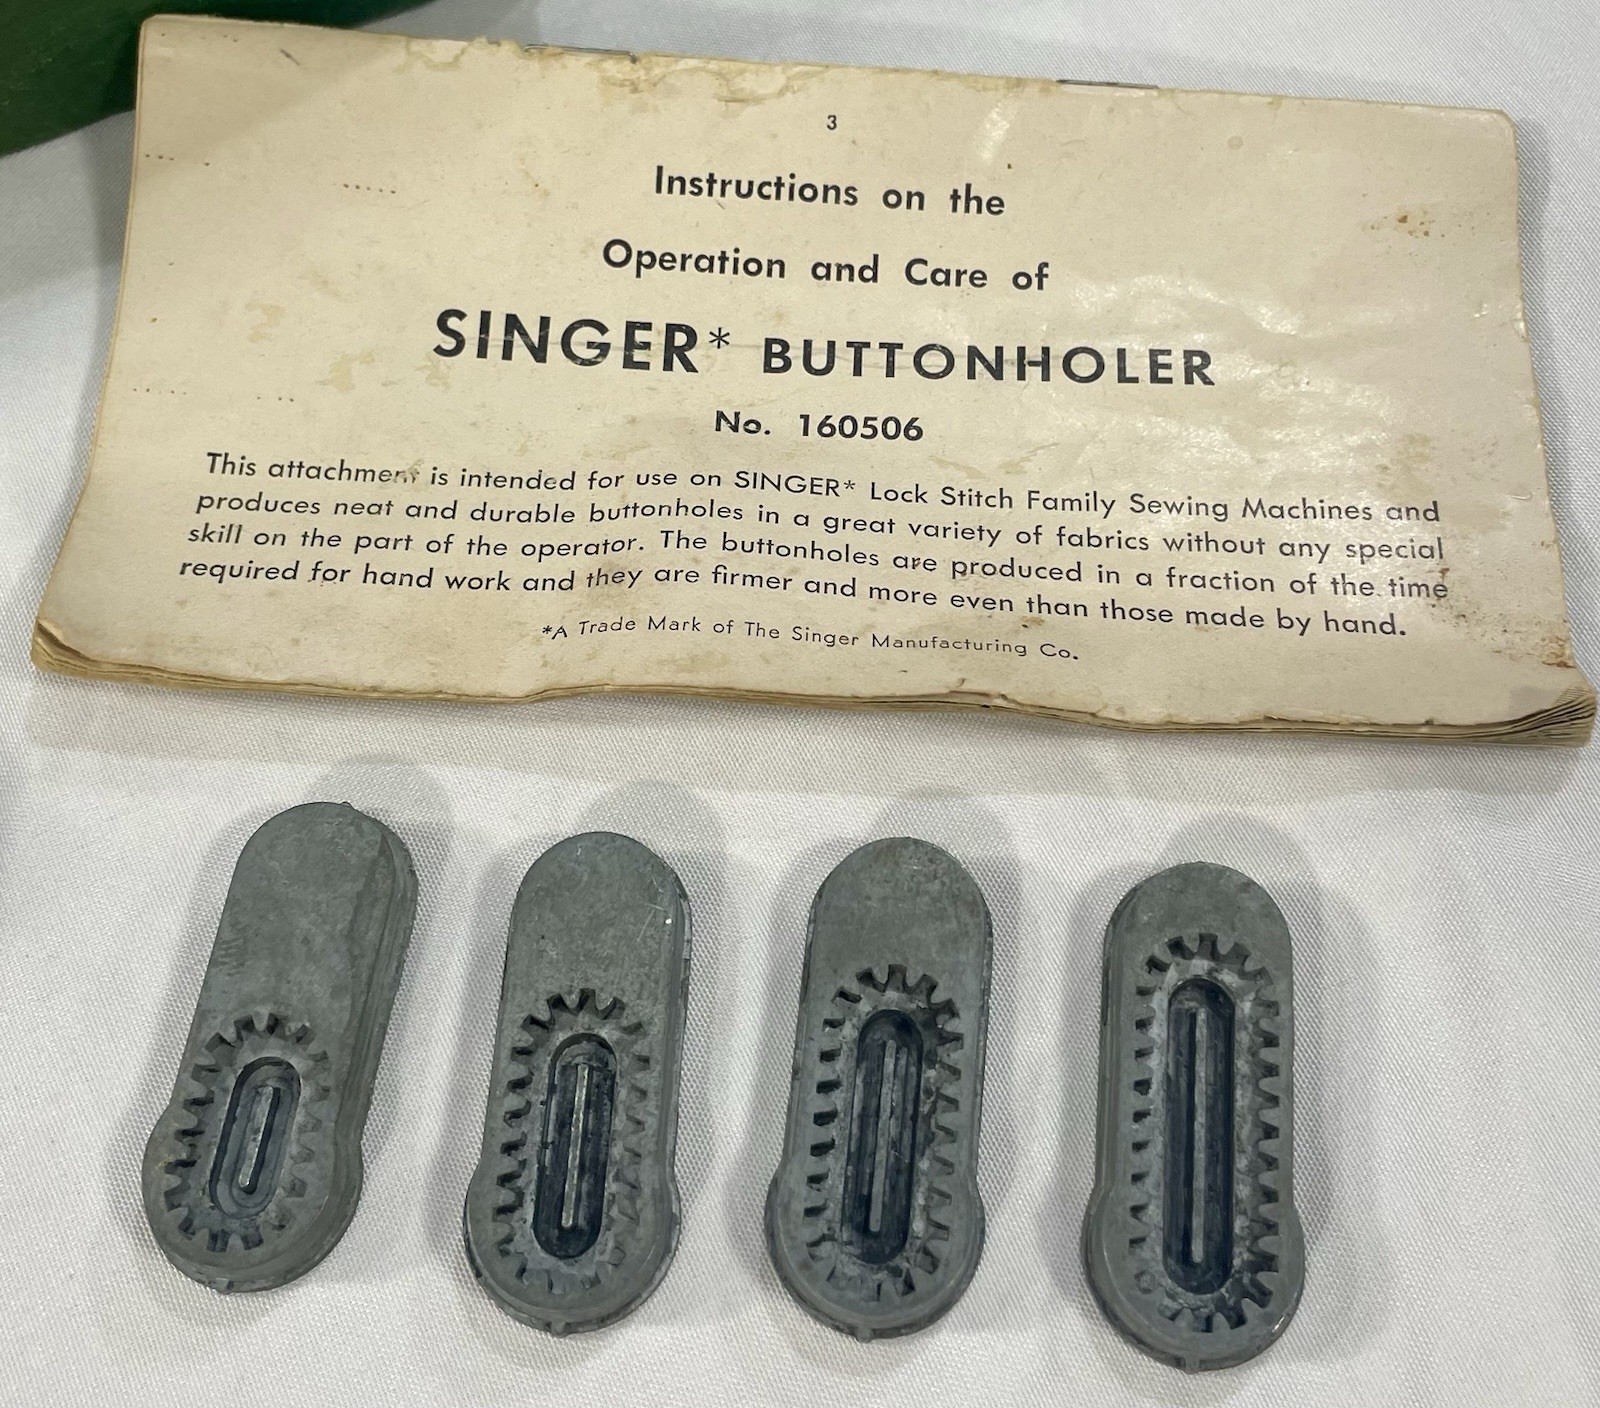 3
Instructions on the
Operation and Care of
SINGER* BUTTONHOLER
No. 160506
This attachment is intended for use on SINGER* Lock Stitch Family Sewing Machines and
produces neat and durable buttonholes in a great variety of fabrics without any special
skill on the part of the operator. The buttonholes are produced in a fraction of the time
required for hand work and they are firmer and more even than those made by hand.
*A Trade Mark of The Singer Manufacturing Co.